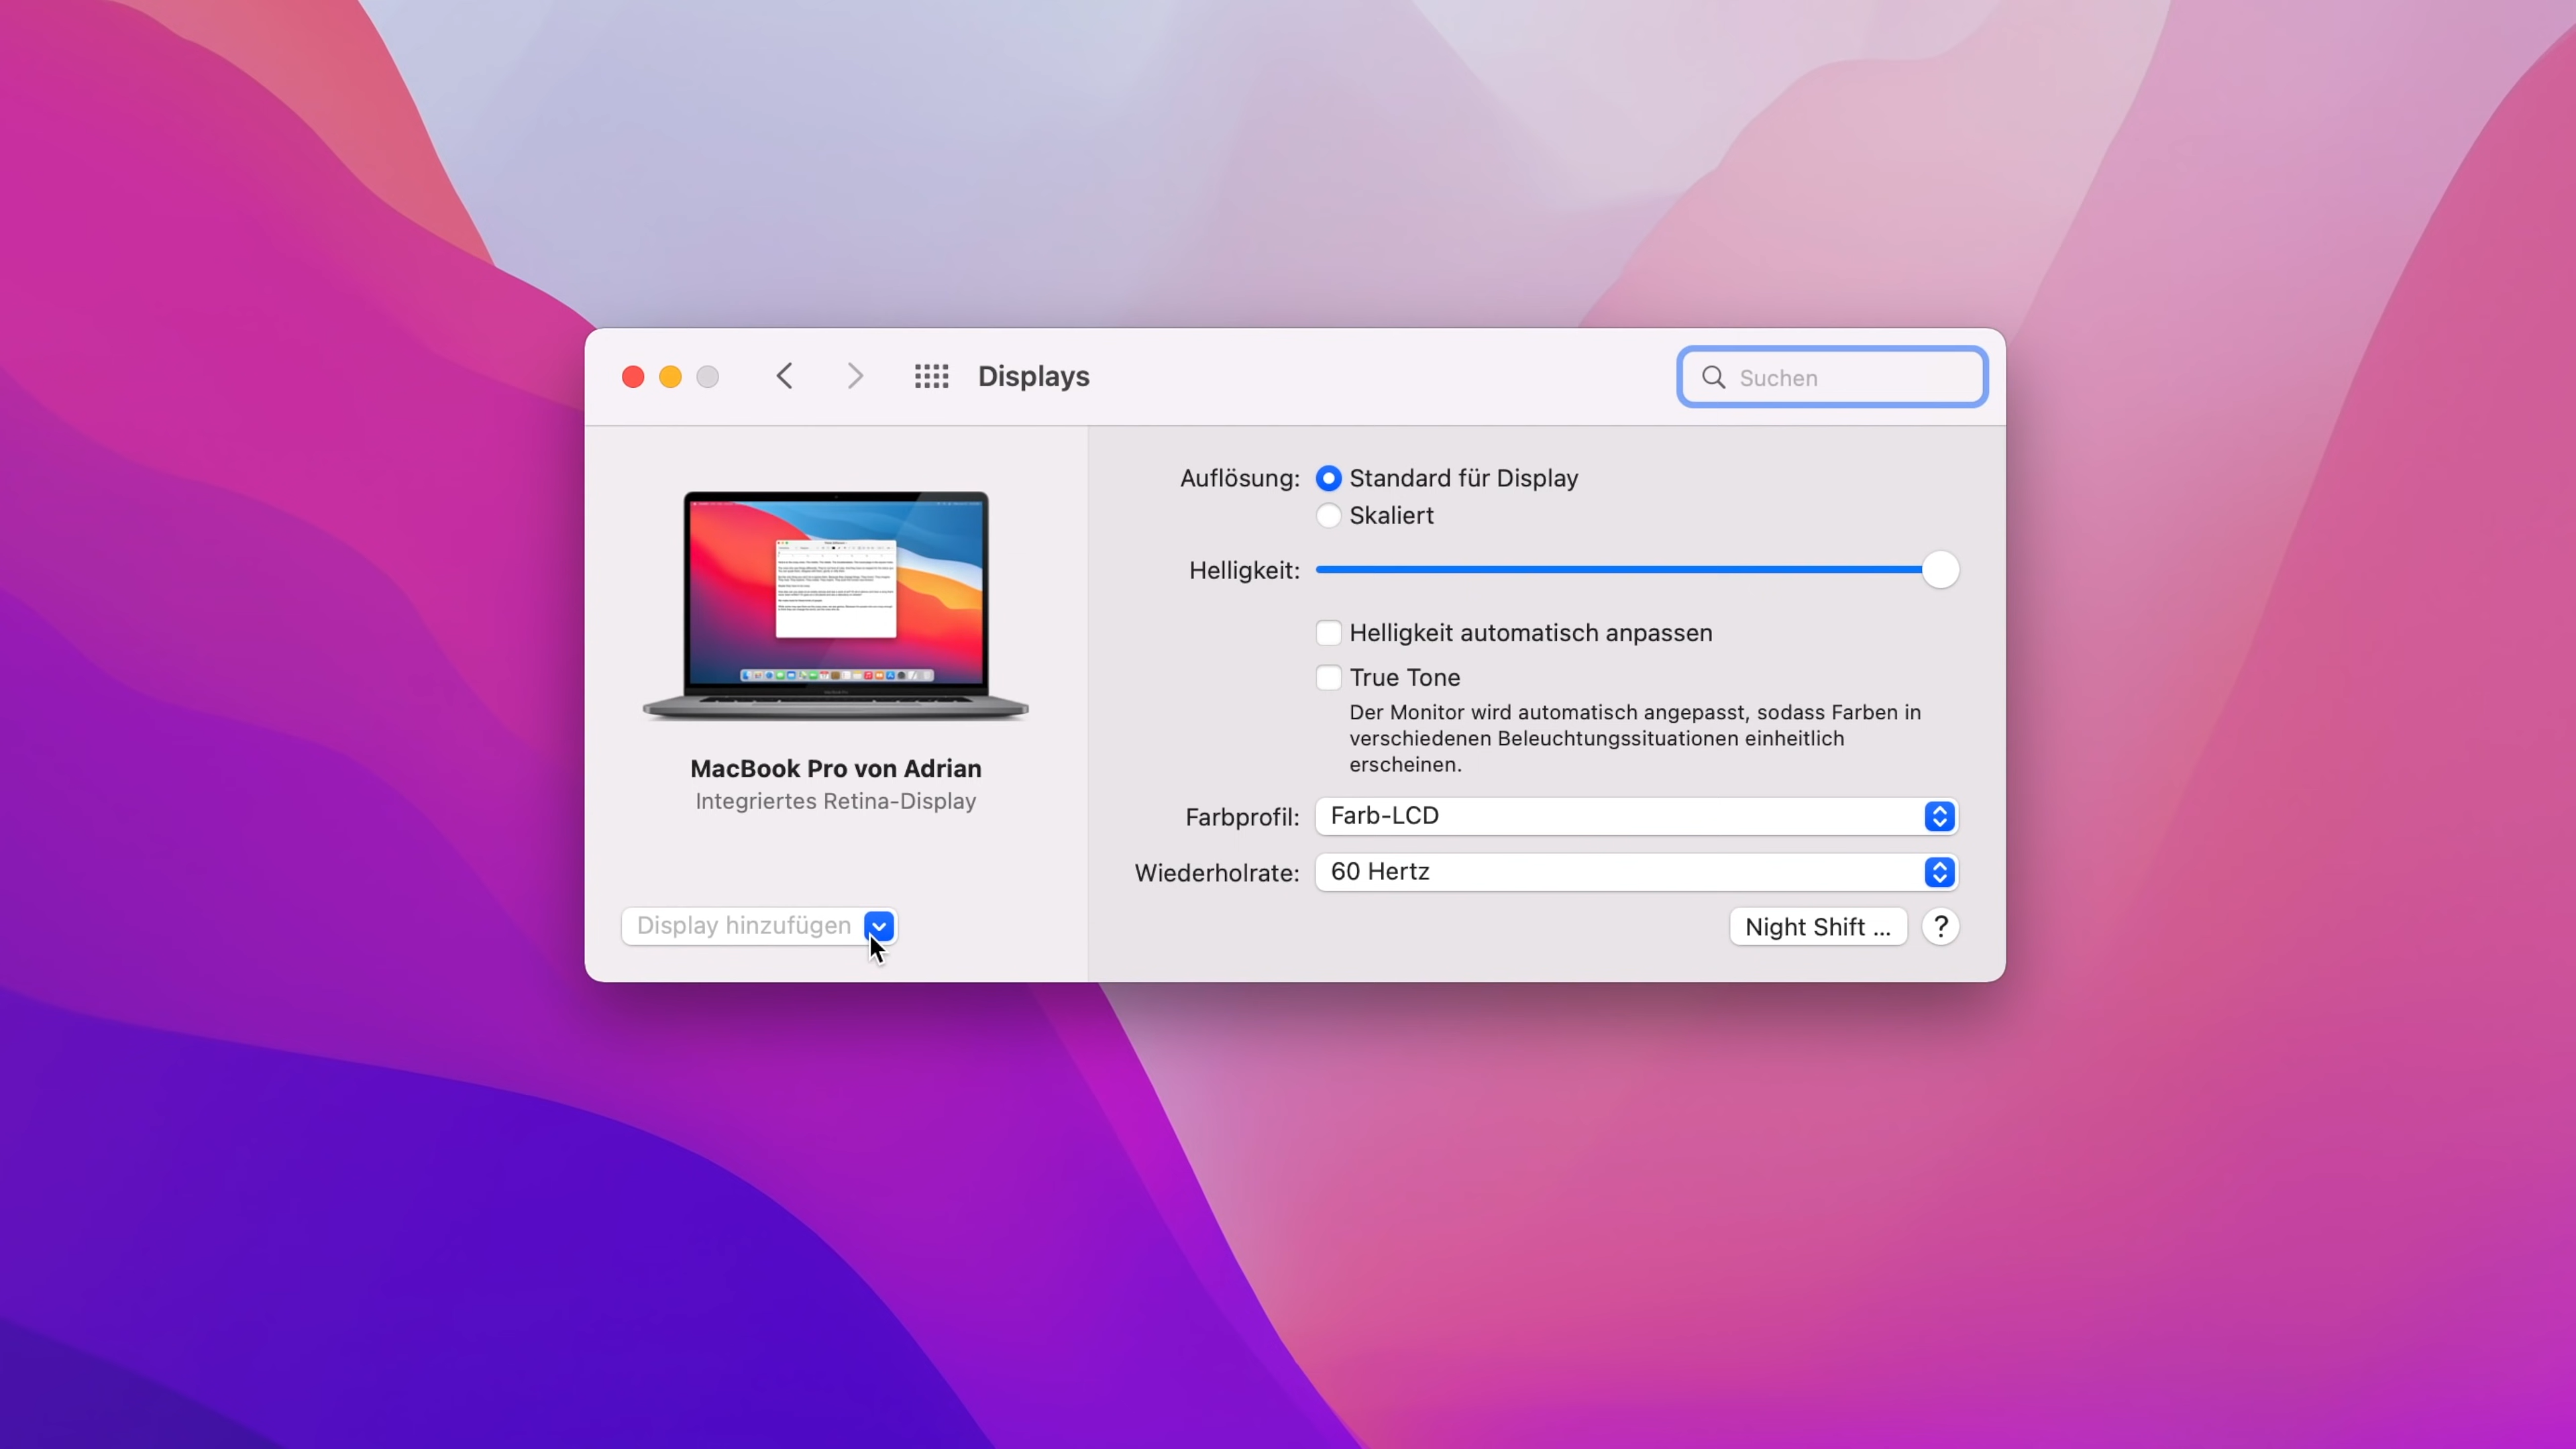 Displays
Suchen
Auflösung:
Standard für Display
Skaliert
Helligkeit:
Helligkeit automatisch anpassen
True Tone
Der Monitor wird automatisch angepasst, sodass Farben in
verschiedenen Beleuchtungssituationen einheitlich
erscheinen.
MacBook Pro von Adrian
Integriertes Retina-Display
Farbprofil:
Farb-LCD
Wiederholrate:
60 Hertz
Display hinzufügen
Night Shift ...
?